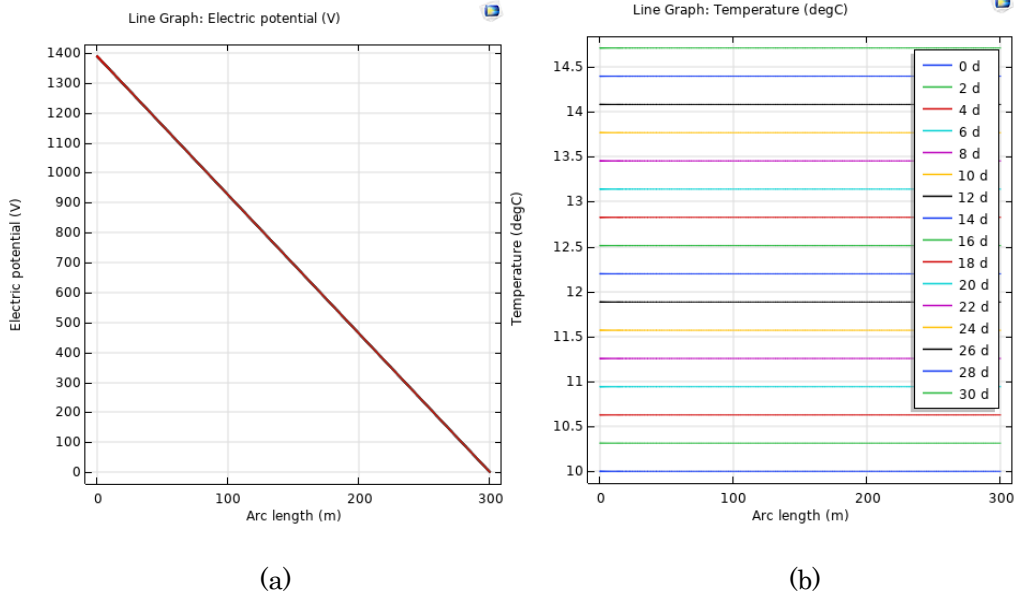 Line Graph: Electric potential (V)
1400
1300
1200
1100
1000
900
800
700
600
500
400
300
200
100
0
Electric potential (V)
0 100 200 300
Arc length (m)
(a)
Line Graph: Temperature (degC)
14.5
14
13.5
13
12.5
12
11.5
11
10.5
10
Temperature (degC)
0 d
2 d
4 d
6 d
8 d
10 d
12 d
14 d
16 d
18 d
20 d
22 d
24 d
26 d
28 d
30 d
0 100 200 300
Arc length (m)
(b)